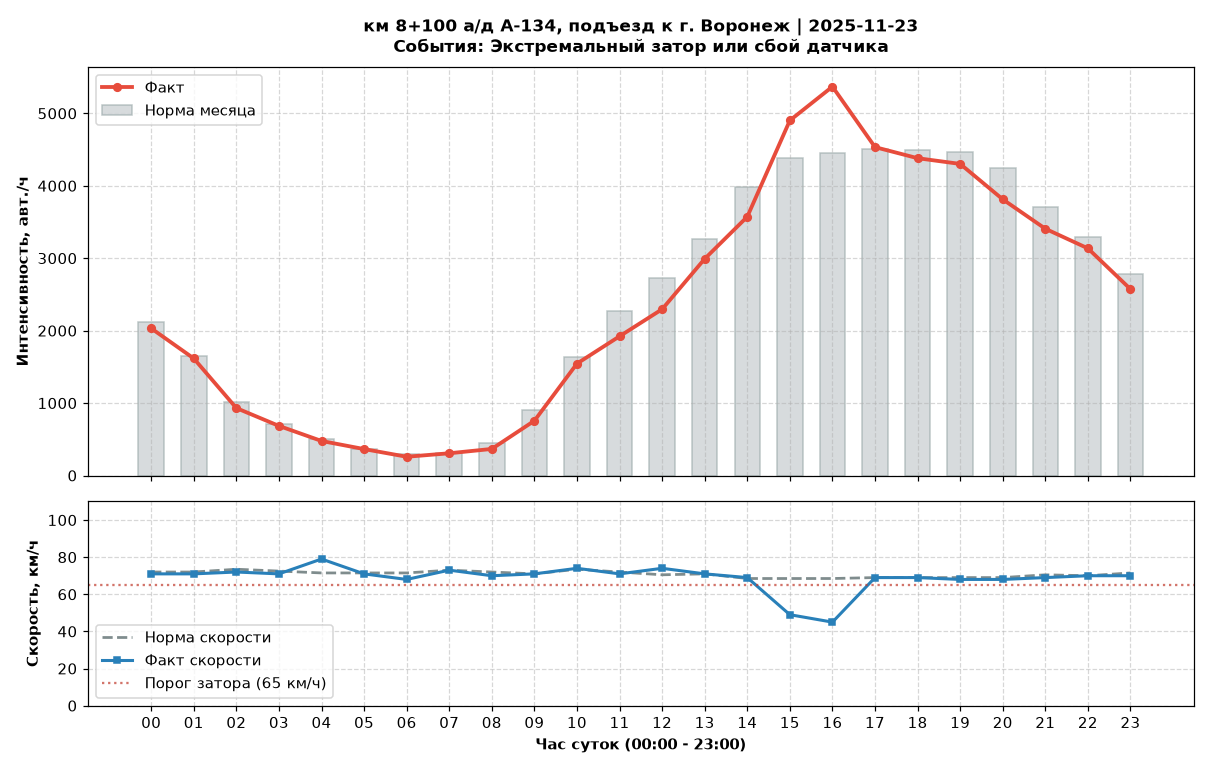 км 8+100 а/д А-134, подъезд к г. Воронеж | 2025-11-23
События: Экстремальный затор или сбой датчика
Факт
Норма месяца
Интенсивность, авт./ч
5000
4000
3000
2000
1000
0
Скорость, км/ч
100
80
60
40
20
0
Норма скорости
Факт скорости
Порог затора (65 км/ч)
00 01 02 03 04 05 06 07 08 09 10 11 12 13 14 15 16 17 18 19 20 21 22 23
Час суток (00:00 - 23:00)